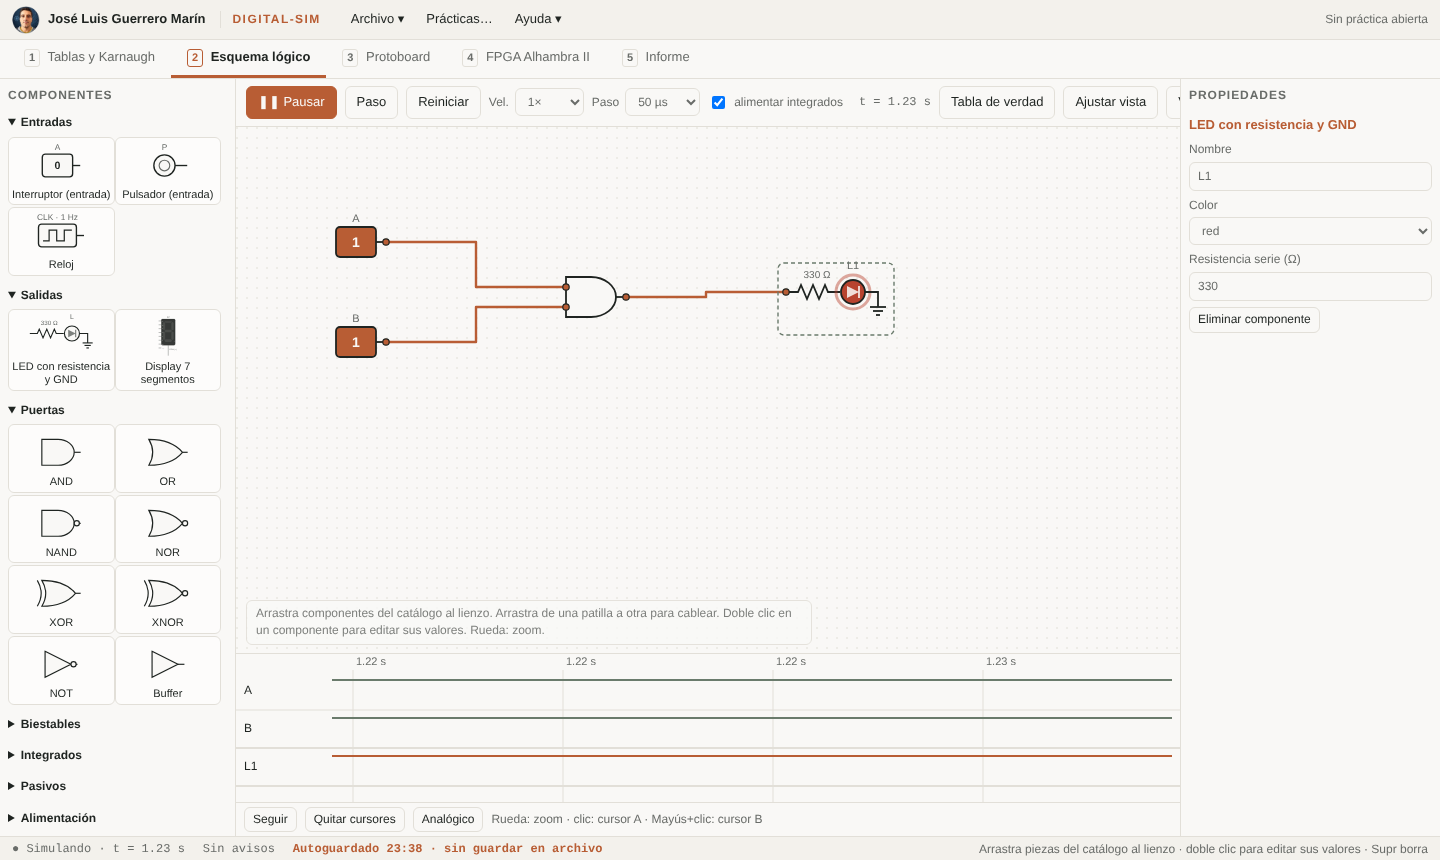 José Luis Guerrero Marín DIGITAL-SIM Archivo ▾ Prácticas… Ayuda ▾ Sin práctica abierta
1 Tablas y Karnaugh 2 Esquema lógico 3 Protoboard 4 FPGA Alhambra II 5 Informe
COMPONENTES
▼ Entradas
A
0
Interruptor (entrada)
P
Pulsador (entrada)
CLK · 1 Hz
Reloj
▼ Salidas
330 Ω
L
LED con resistencia
y GND
Display 7
segmentos
▼ Puertas
AND
OR
NAND
NOR
XOR
XNOR
NOT
Buffer
▶ Biestables
▶ Integrados
▶ Pasivos
▶ Alimentación
❚❚ Pausar Paso Reiniciar Vel. 1× Paso 50 µs alimentar integrados t = 1.23 s Tabla de verdad Ajustar vista
A
1
B
1
330 Ω
L1
Arrastra componentes del catálogo al lienzo. Arrastra de una patilla a otra para cablear. Doble clic en
un componente para editar sus valores. Rueda: zoom.
1.22 s 1.22 s 1.22 s 1.23 s
A
B
L1
Seguir Quitar cursores Analógico Rueda: zoom · clic: cursor A · Mayús+clic: cursor B
PROPIEDADES
LED con resistencia y GND
Nombre
L1
Color
red
Resistencia serie (Ω)
330
Eliminar componente
● Simulando · t = 1.23 s Sin avisos Autoguardado 23:38 · sin guardar en archivo Arrastra piezas del catálogo al lienzo · doble clic para editar sus valores · Supr borra